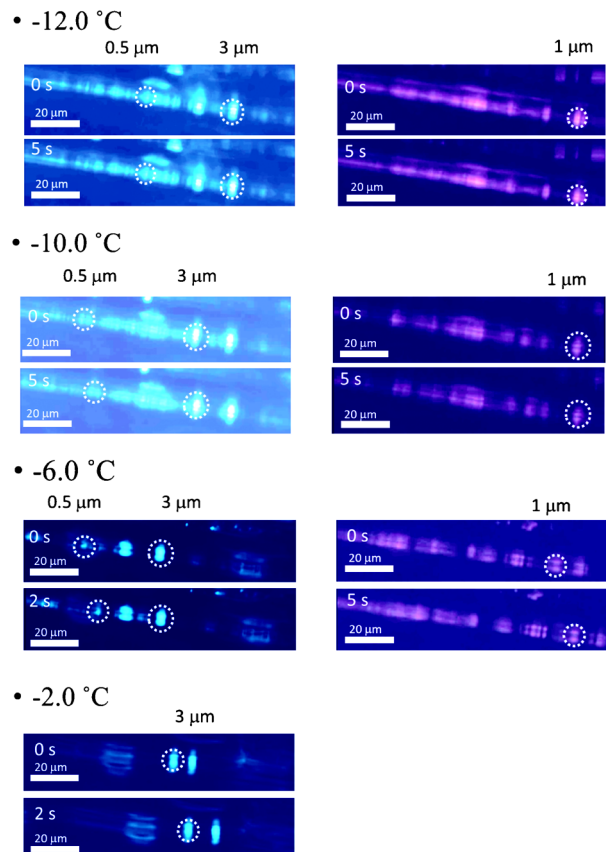 • -12.0 ˚C
0.5 µm 3 µm 1 µm
0 s 0 s
20 µm 20 µm
5 s 5 s
20 µm 20 µm
• -10.0 ˚C
0.5 µm 3 µm 1 µm
0 s 0 s
20 µm 20 µm
5 s 5 s
20 µm 20 µm
• -6.0 ˚C
0.5 µm 3 µm 1 µm
0 s 0 s
20 µm 20 µm
2 s 5 s
20 µm 20 µm
• -2.0 ˚C
3 µm
0 s
20 µm
2 s
20 µm